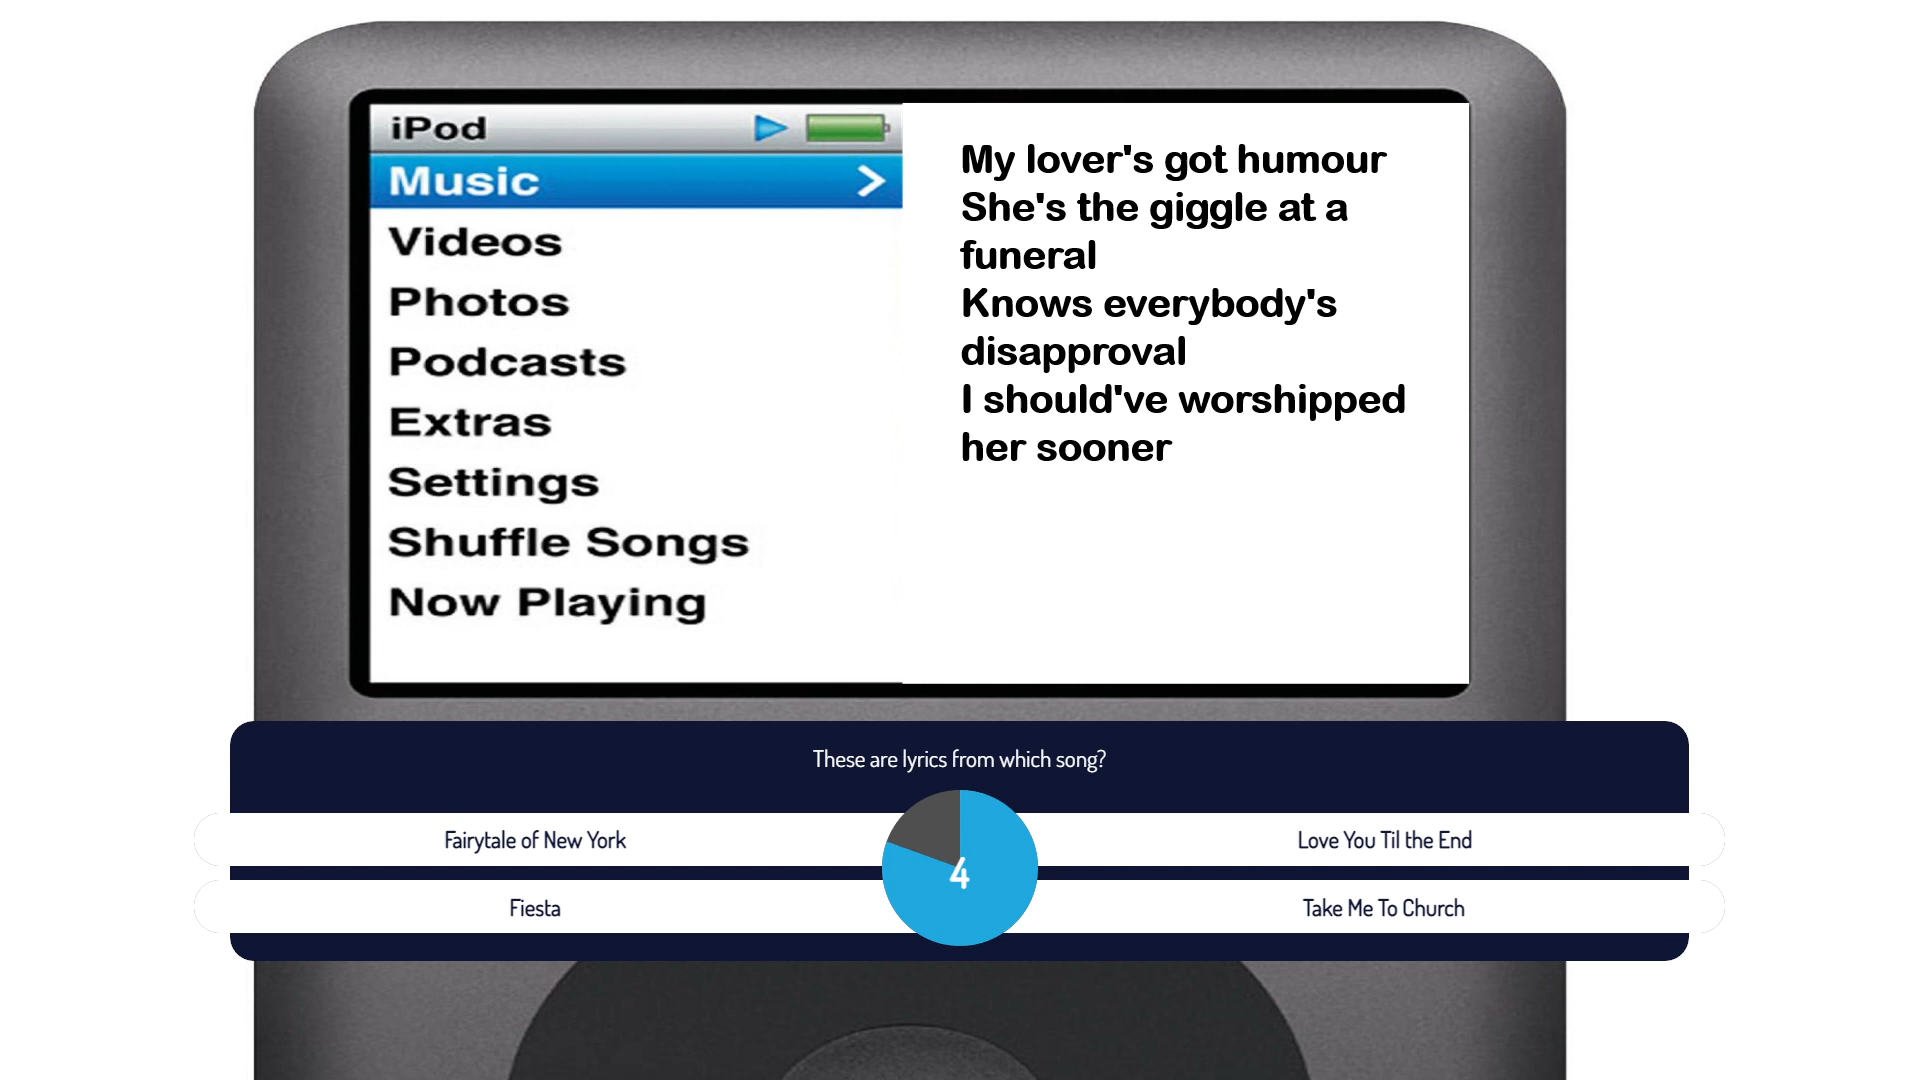 iPod
Music
Videos
Photos
Podcasts
Extras
Settings
Shuffle Songs
Now Playing
My lover's got humour
She's the giggle at a
funeral
Knows everybody's
disapproval
I should've worshipped
her sooner
These are lyrics from which song?
Fairytale of New York
Love You Til the End
4
Fiesta
Take Me To Church